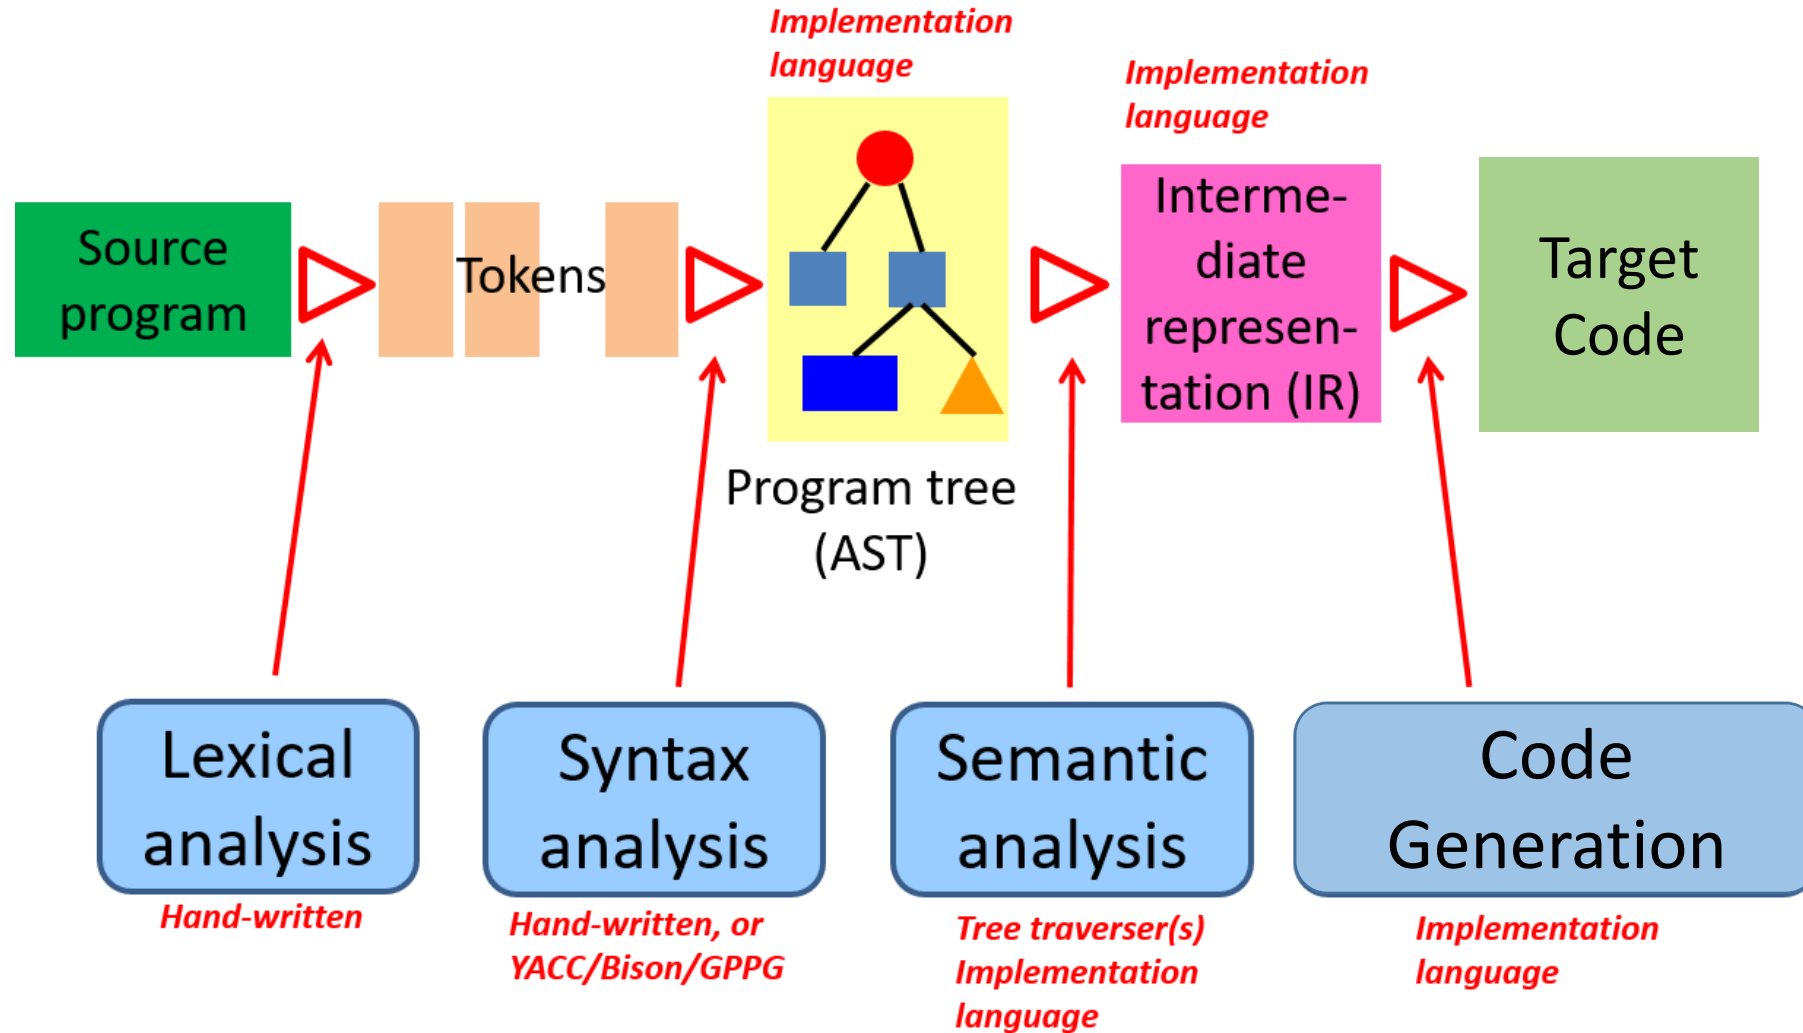 Implementation
language
Implementation
language
Source
program
Tokens
Interme-
diate
represen-
tation (IR)
Target
Code
Program tree
(AST)
Lexical
analysis
Syntax
analysis
Semantic
analysis
Code
Generation
Hand-written
Hand-written, or
YACC/Bison/GPPG
Tree traverser(s)
Implementation
language
Implementation
language